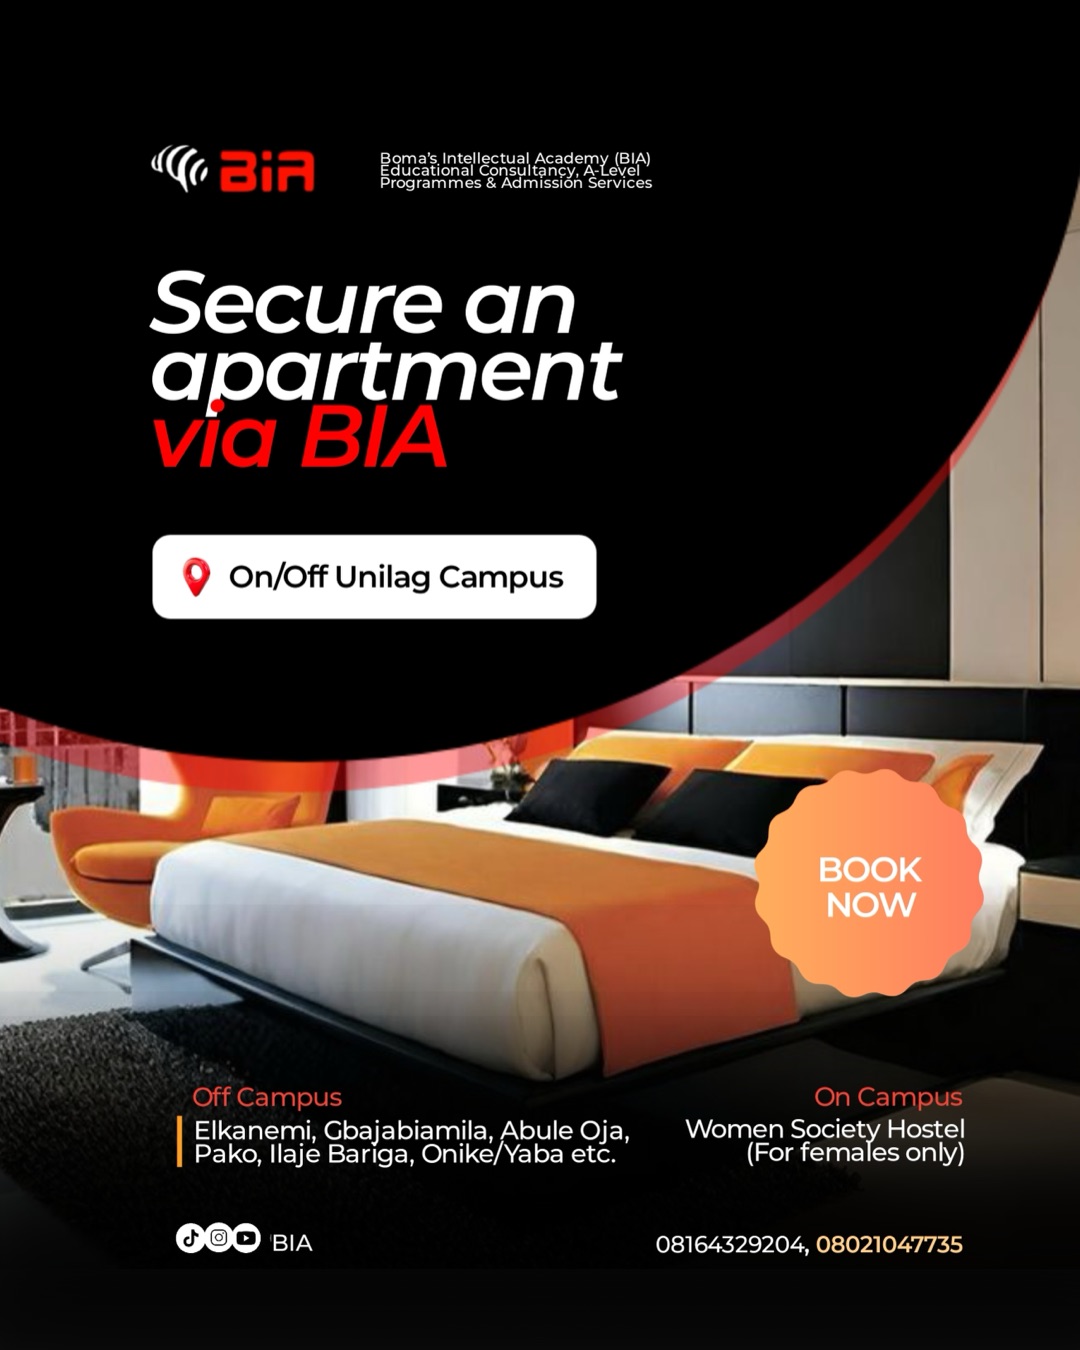 BiA
Boma's Intellectual Academy (BIA)
Educational Consultancy, A-Level
Programmes & Admission Services
Secure an
apartment
via BIA
On/Off Unilag Campus
BOOK
NOW
Off Campus
Elkanemi, Gbajabiamila, Abule Oja,
Pako, Ilaje Bariga, Onike/Yaba etc.
On Campus
Women Society Hostel
(For females only)
'BIA
08164329204, 08021047735